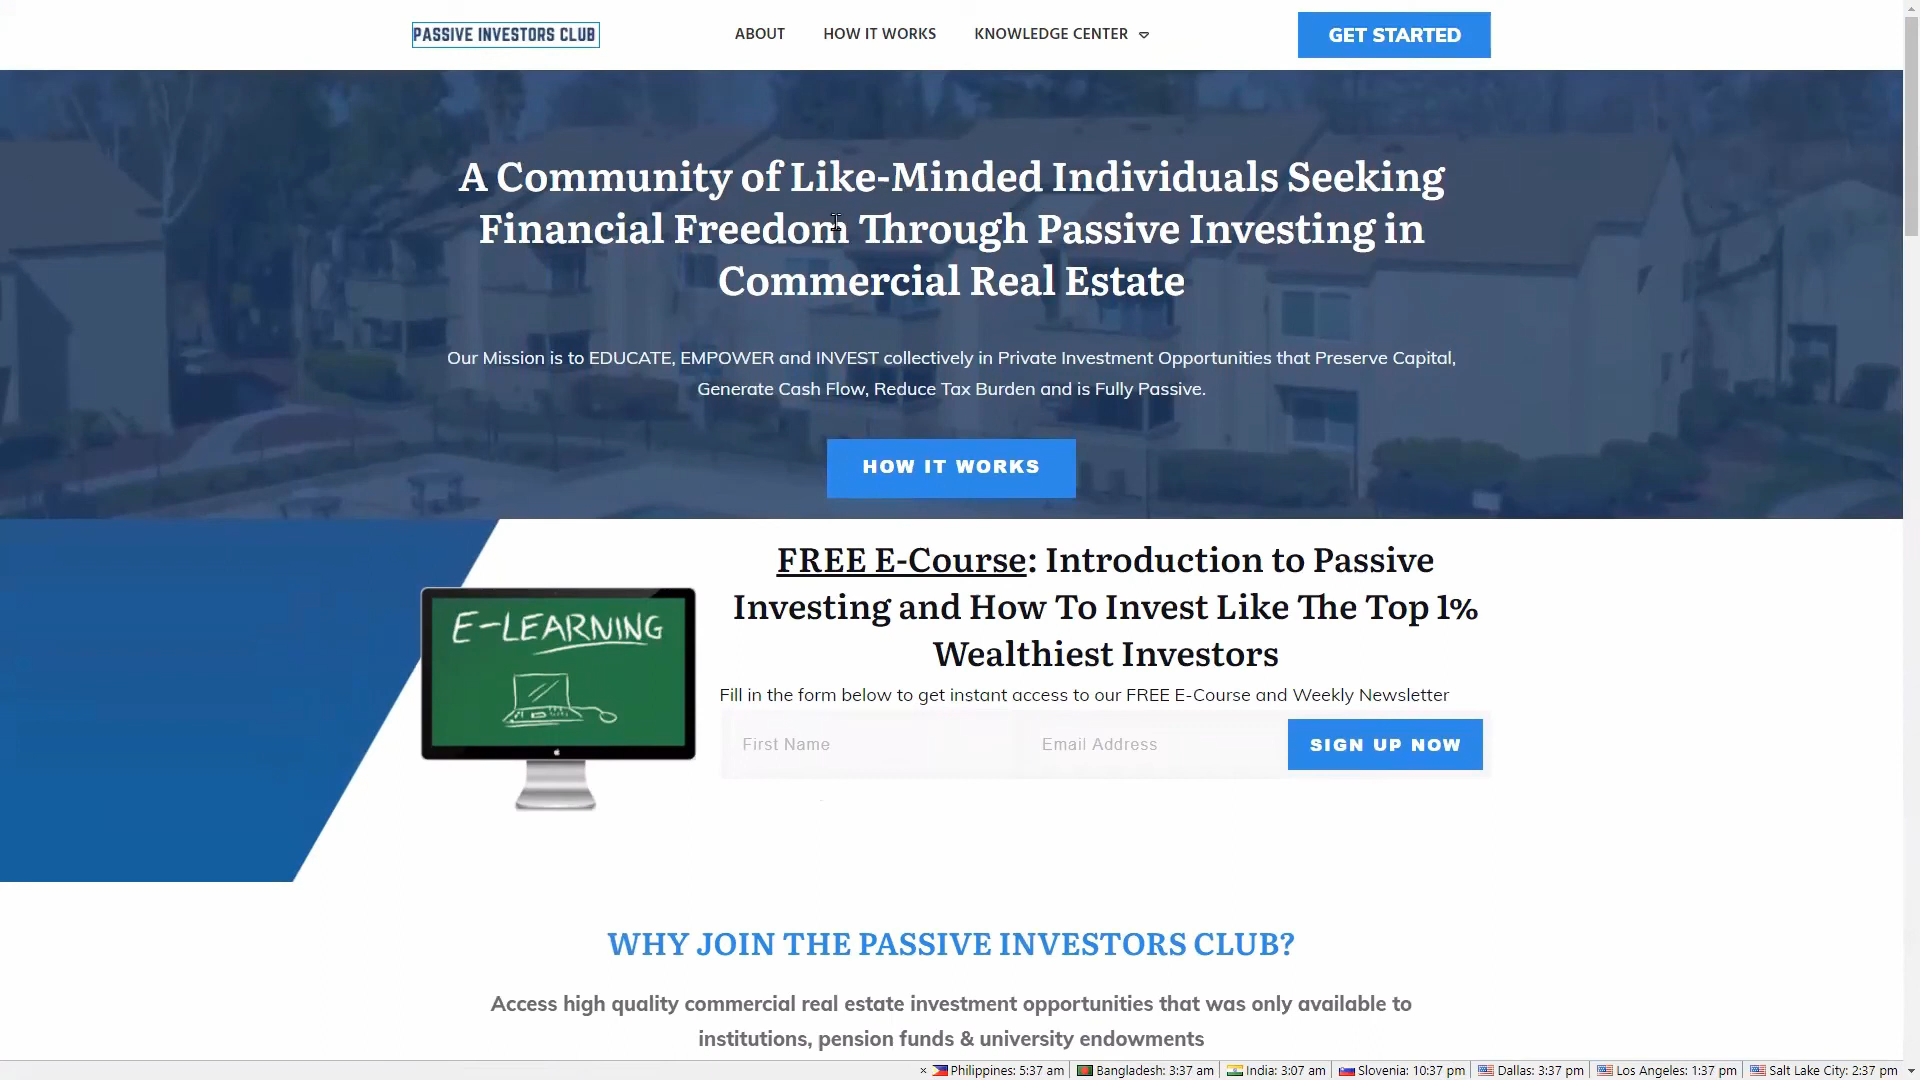 PASSIVE INVESTORS CLUB
ABOUT
HOW IT WORKS
KNOWLEDGE CENTER
GET STARTED
A Community of Like-Minded Individuals Seeking
Financial Freedom Through Passive Investing in
Commercial Real Estate
Our Mission is to EDUCATE, EMPOWER and INVEST collectively in Private Investment Opportunities that Preserve Capital,
Generate Cash Flow, Reduce Tax Burden and is Fully Passive.
HOW IT WORKS
E-LEARNING
FREE E-Course: Introduction to Passive
Investing and How To Invest Like The Top 1%
Wealthiest Investors
Fill in the form below to get instant access to our FREE E-Course and Weekly Newsletter
First Name
Email Address
SIGN UP NOW
WHY JOIN THE PASSIVE INVESTORS CLUB?
Access high quality commercial real estate investment opportunities that was only available to
institutions, pension funds & university endowments
Philippines: 5:37 am
Bangladesh: 3:37 am
India: 3:07 am
Slovenia: 10:37 pm
Dallas: 3:37 pm
Los Angeles: 1:37 pm
Salt Lake City: 2:37 pm